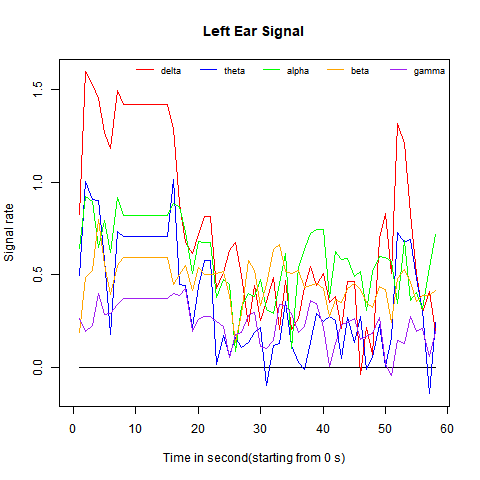 Left Ear Signal
delta theta alpha beta gamma
Signal rate
1.5
1.0
0.5
0.0
0 10 20 30 40 50 60
Time in second(starting from 0 s)